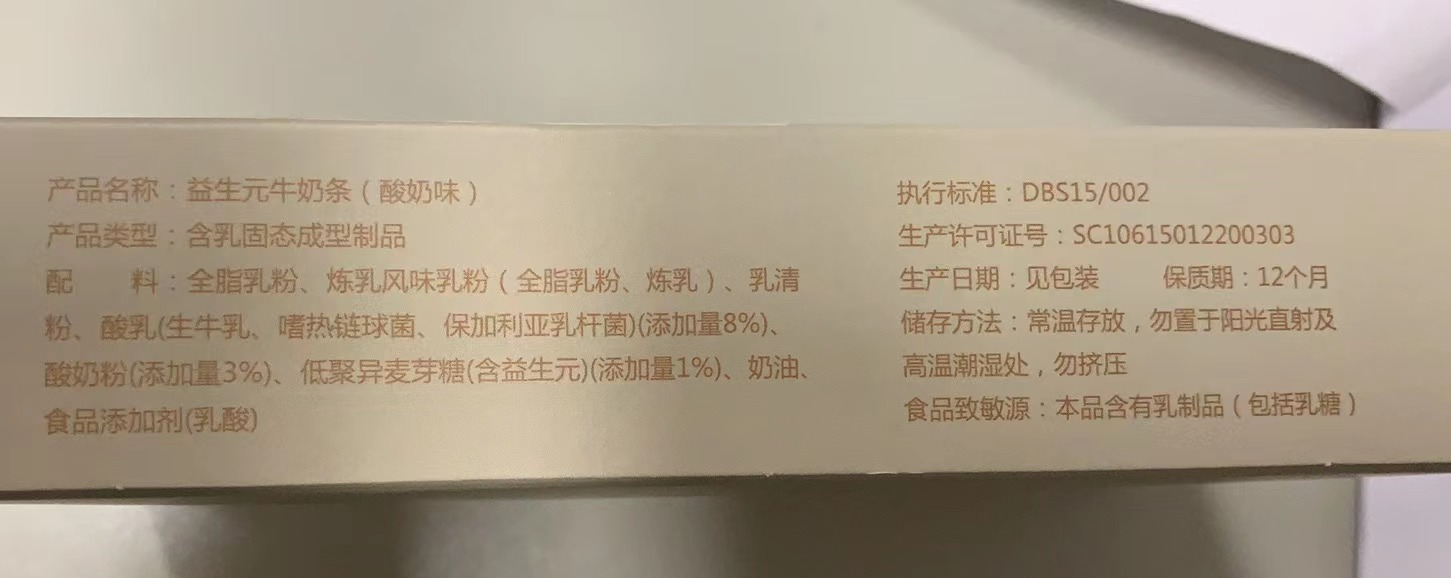 产品名称：益生元牛奶条（酸奶味）
产品类型：含乳固态成型制品
配　　料：全脂乳粉、炼乳风味乳粉（全脂乳粉、炼乳）、乳清
粉、酸乳(生牛乳、嗜热链球菌、保加利亚乳杆菌)(添加量8%)、
酸奶粉(添加量3%)、低聚异麦芽糖(含益生元)(添加量1%)、奶油、
食品添加剂(乳酸)
执行标准：DBS15/002
生产许可证号：SC10615012200303
生产日期：见包装　　保质期：12个月
储存方法：常温存放，勿置于阳光直射及
高温潮湿处，勿挤压
食品致敏源：本品含有乳制品（包括乳糖）